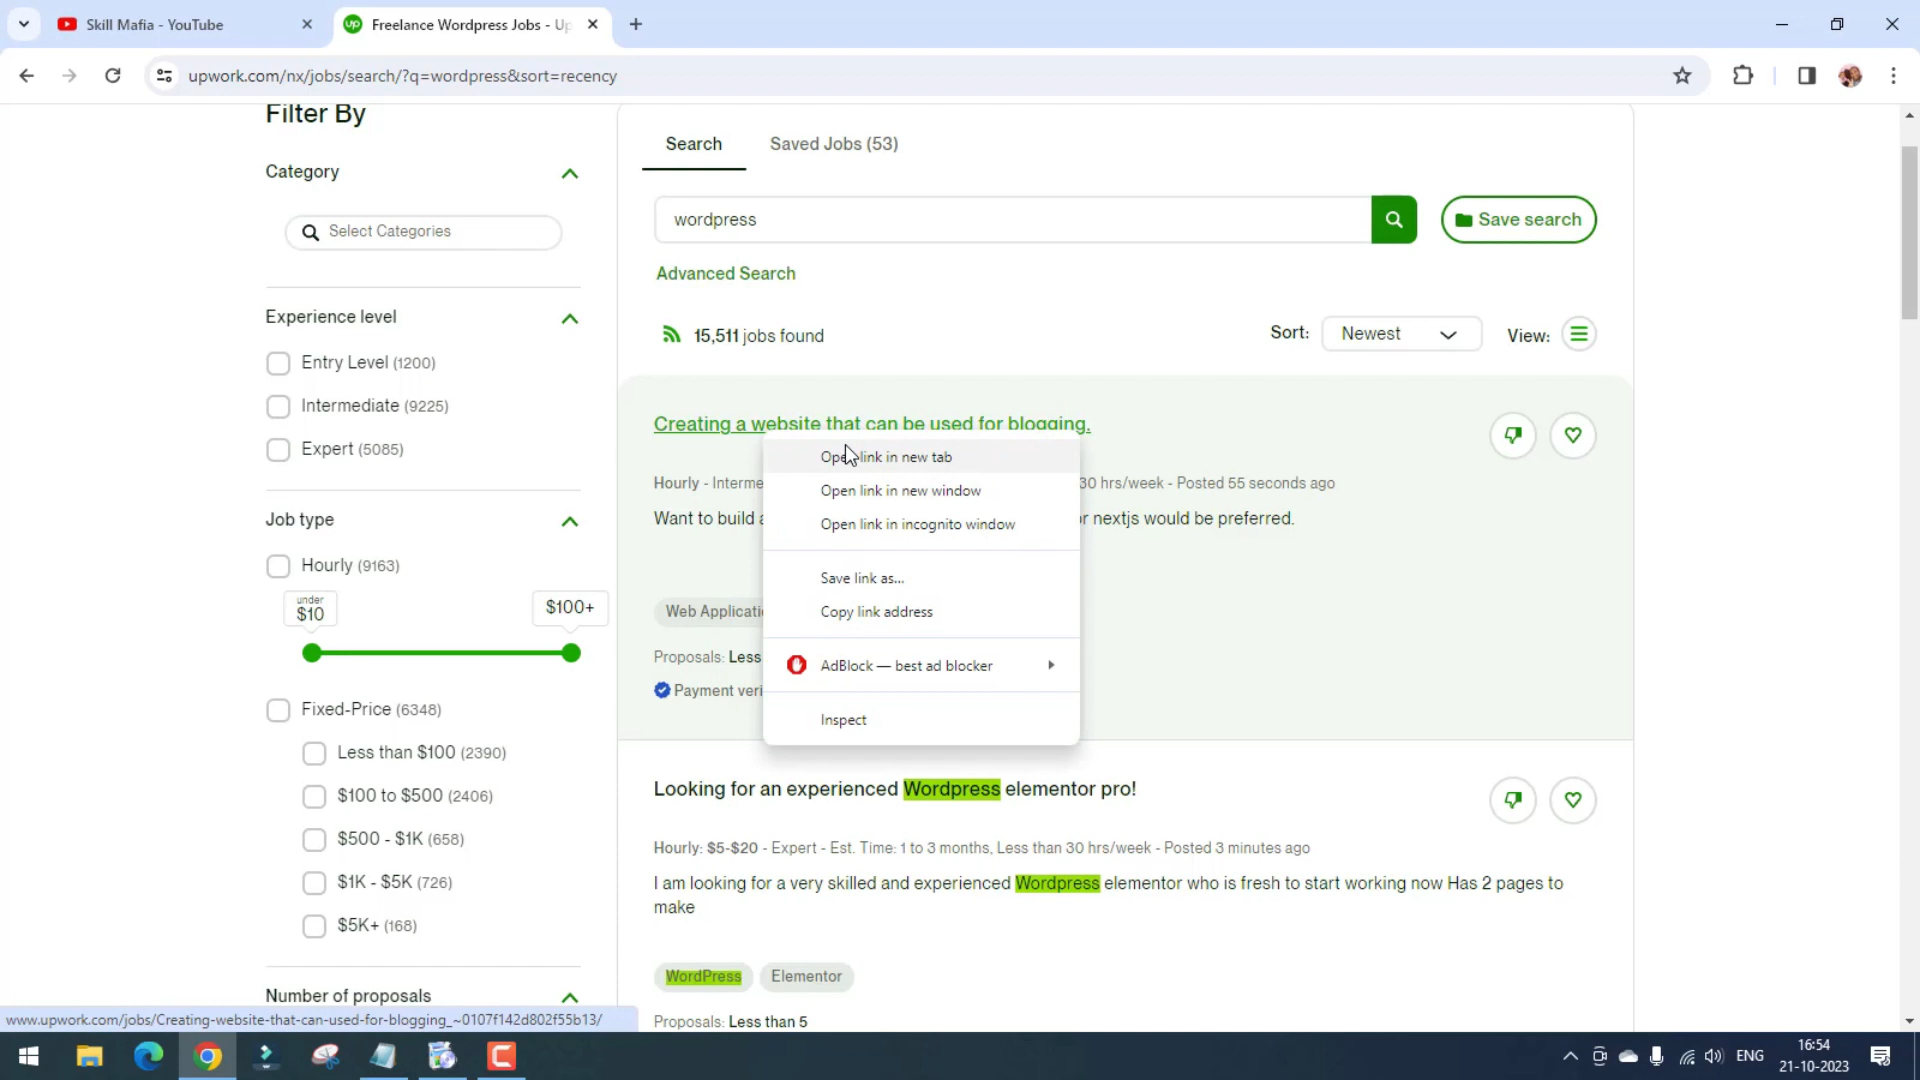 Skill Mafia - YouTube
Freelance Wordpress Jobs - Up
upwork.com/nx/jobs/search/?q=wordpress&sort=recency
Filter By
Category
Select Categories
Experience level
Entry Level (1200)
Intermediate (9225)
Expert (5085)
Job type
Hourly (9163)
under
$10
$100+
Fixed-Price (6348)
Less than $100 (2390)
$100 to $500 (2406)
$500 - $1K (658)
$1K - $5K (726)
$5K+ (168)
Number of proposals
Search
Saved Jobs (53)
wordpress
Save search
Advanced Search
15,511 jobs found
Sort:
Newest
View:
Creating a website that can be used for blogging.
Hourly - Interme
30 hrs/week - Posted 55 seconds ago
Want to build
nextjs would be preferred.
Web Applicati
Proposals: Less
Payment veri
Open link in new tab
Open link in new window
Open link in incognito window
Save link as...
Copy link address
AdBlock — best ad blocker
Inspect
Looking for an experienced Wordpress elementor pro!
Hourly: $5-$20 - Expert - Est. Time: 1 to 3 months, Less than 30 hrs/week - Posted 3 minutes ago
I am looking for a very skilled and experienced Wordpress elementor who is fresh to start working now Has 2 pages to
make
WordPress
Elementor
Proposals: Less than 5
www.upwork.com/jobs/Creating-website-that-can-used-for-blogging_~0107f142d802f55b13/
ENG
16:54
21-10-2023